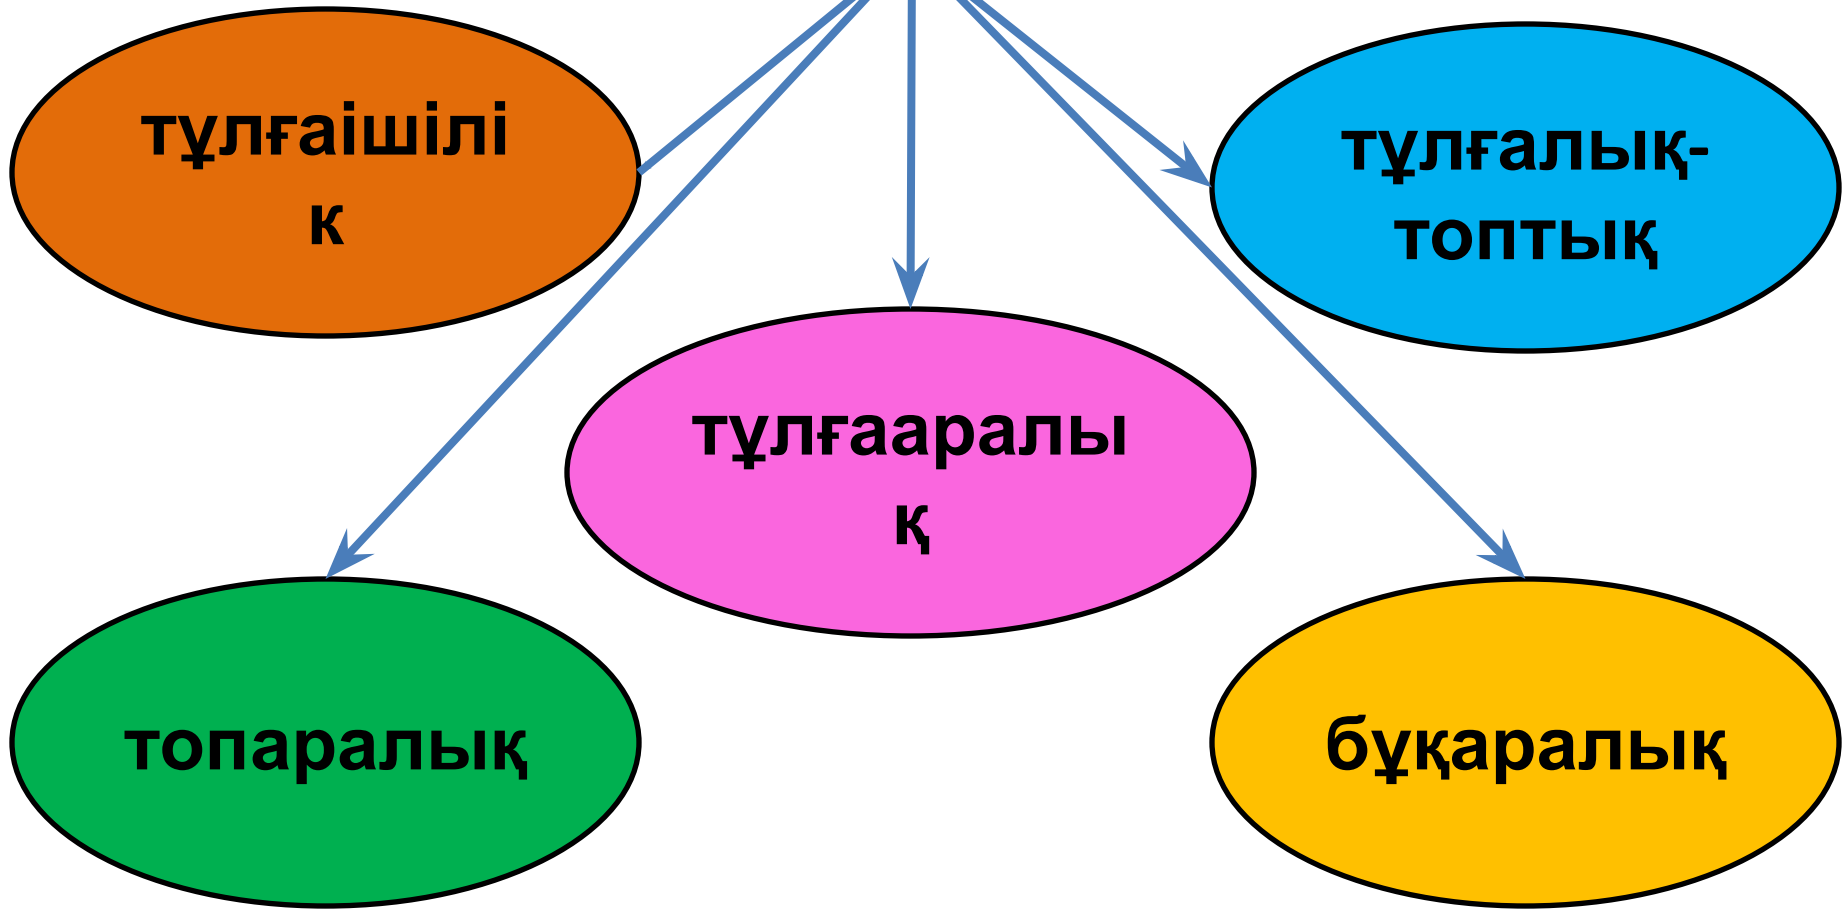 тұлғаішілі
к
тұлғалық-
топтық
тұлғааралы
қ
топаралық
бұқаралық